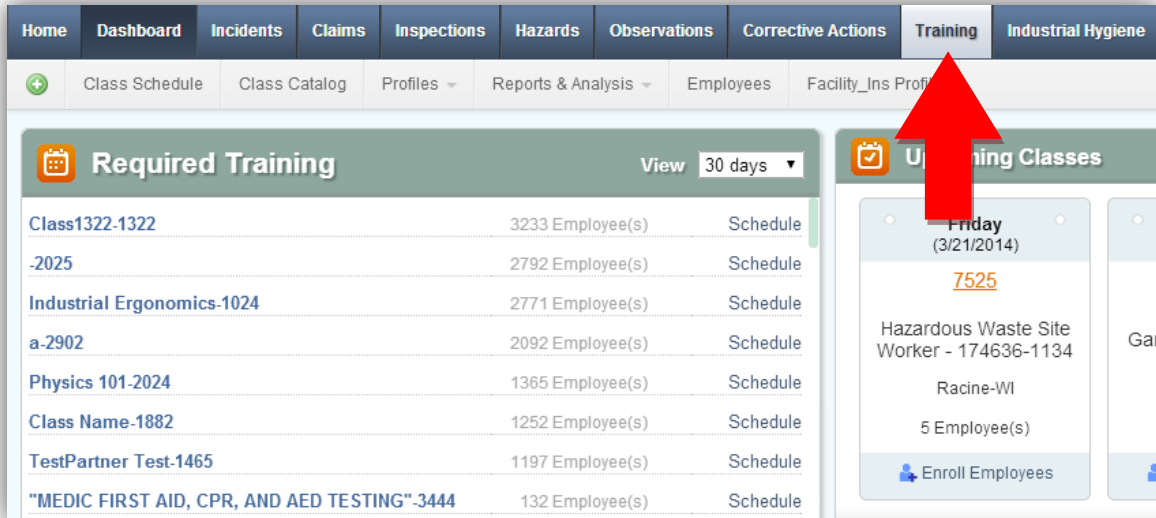 Home Dashboard Incidents Claims Inspections Hazards Observations Corrective Actions Training Industrial Hygiene
Class Schedule Class Catalog Profiles Reports & Analysis Employees Facility_Ins
Required Training View 30 days
Class1322-1322 3233 Employee(s) Schedule
-2025 2792 Employee(s) Schedule
Industrial Ergonomics-1024 2771 Employee(s) Schedule
a-2902 2092 Employee(s) Schedule
Physics 101-2024 1365 Employee(s) Schedule
Class Name-1882 1252 Employee(s) Schedule
TestPartner Test-1465 1197 Employee(s) Schedule
"MEDIC FIRST AID, CPR, AND AED TESTING"-3444 132 Employee(s) Schedule
Classes
Friday
(3/21/2014)
7525
Hazardous Waste Site
Worker - 174636-1134
Racine-WI
5 Employee(s)
Enroll Employees